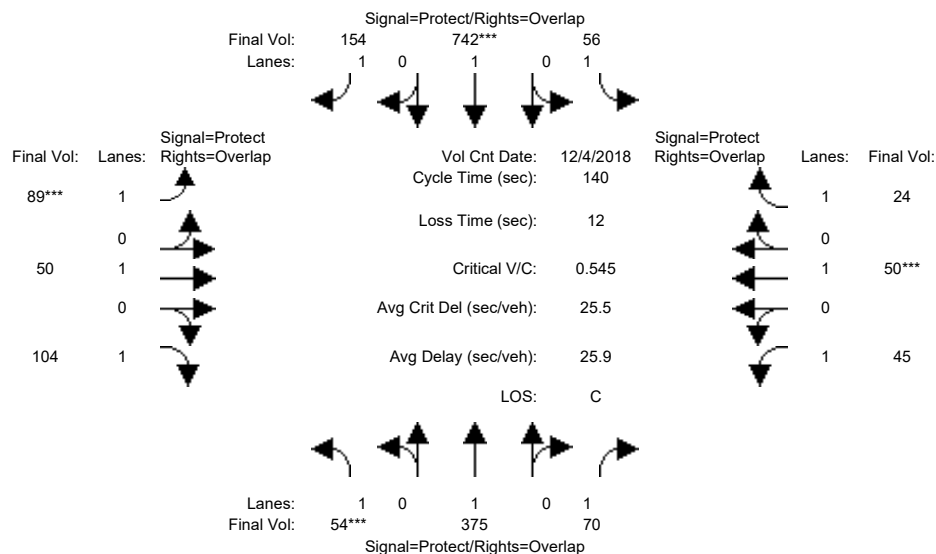 Signal=Protect/Rights=Overlap
Final Vol: 154 742*** 56
Lanes: 1 0 1 0 1
Signal=Protect
Final Vol: Lanes: Rights=Overlap
Vol Cnt Date: 12/4/2018
Signal=Protect
Rights=Overlap Lanes: Final Vol:
Cycle Time (sec): 140
89*** 1
1 24
Loss Time (sec): 12
0
0
50 1
Critical V/C: 0.545
1 50***
0
Avg Crit Del (sec/veh): 25.5
0
104 1
Avg Delay (sec/veh): 25.9
1 45
LOS: C
Lanes: 1 0 1 0 1
Final Vol: 54*** 375 70
Signal=Protect/Rights=Overlap